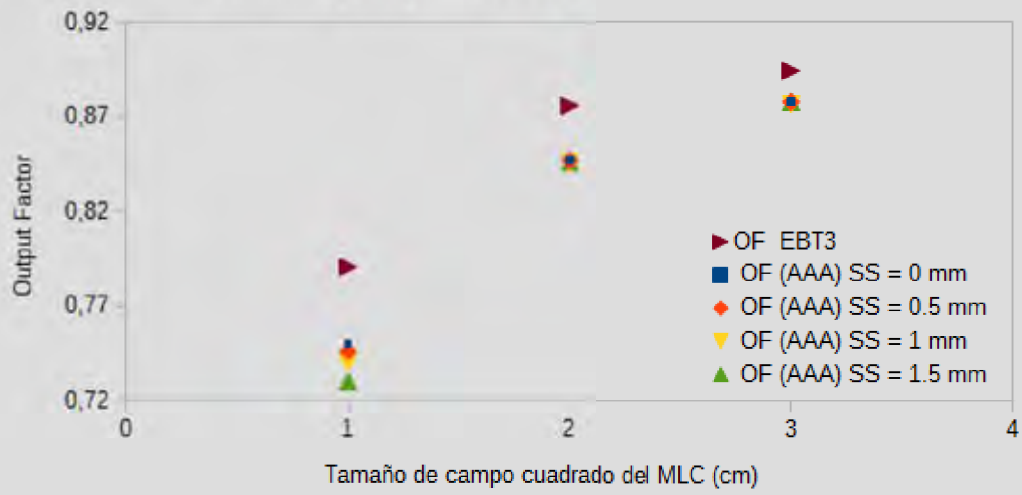 0,92
0,87
0,82
0,77
0,72
Output Factor
OF EBT3
OF (AAA) SS = 0 mm
OF (AAA) SS = 0.5 mm
OF (AAA) SS = 1 mm
OF (AAA) SS = 1.5 mm
0 1 2 3 4
Tamaño de campo cuadrado del MLC (cm)